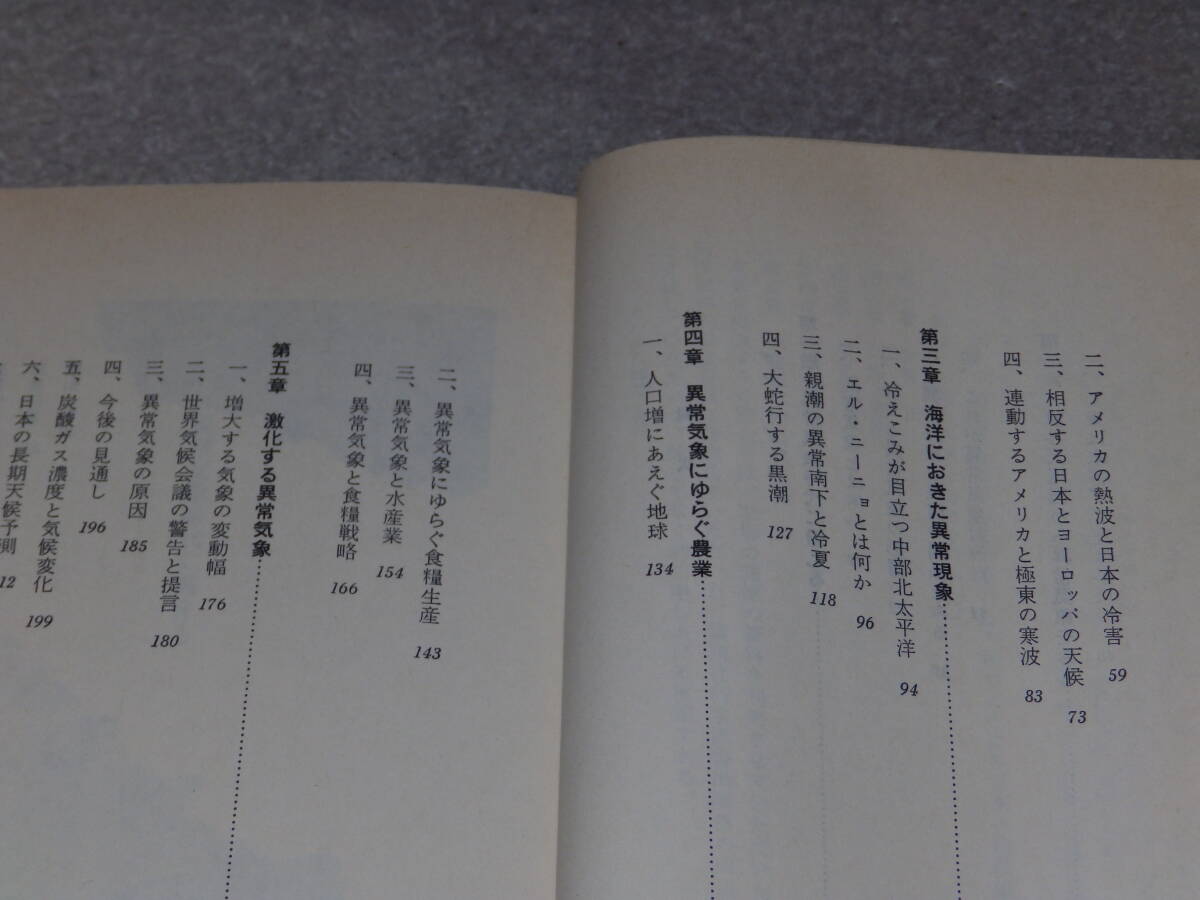 二、アメリカの熱波と日本の冷害 59
三、相反する日本とヨーロッパの天候 73
四、連動するアメリカと極東の寒波 83
第三章 海洋におきた異常現象
一、冷えこみが目立つ中部北太平洋 94
二、エル・ニーニョとは何か 96
三、親潮の異常南下と冷夏 118
四、大蛇行する黒潮 127
第四章 異常気象にゆらぐ農業
一、人口増にあえぐ地球 134
二、異常気象にゆらぐ食糧生産 143
三、異常気象と水産業 154
四、異常気象と食糧戦略 166
第五章 激化する異常気象
一、増大する気象の変動幅 176
二、世界気候会議の警告と提言 180
三、異常気象の原因 185
四、今後の見通し 196
五、炭酸ガス濃度と気候変化 199
六、日本の長期天候予測 12